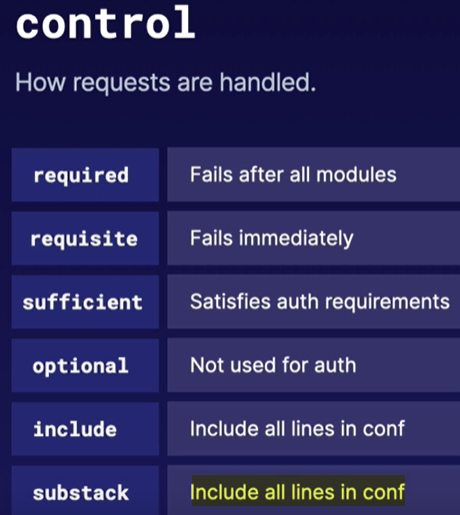 control
How requests are handled.
required Fails after all modules
requisite Fails immediately
sufficient Satisfies auth requirements
optional Not used for auth
include Include all lines in conf
substack Include all lines in conf